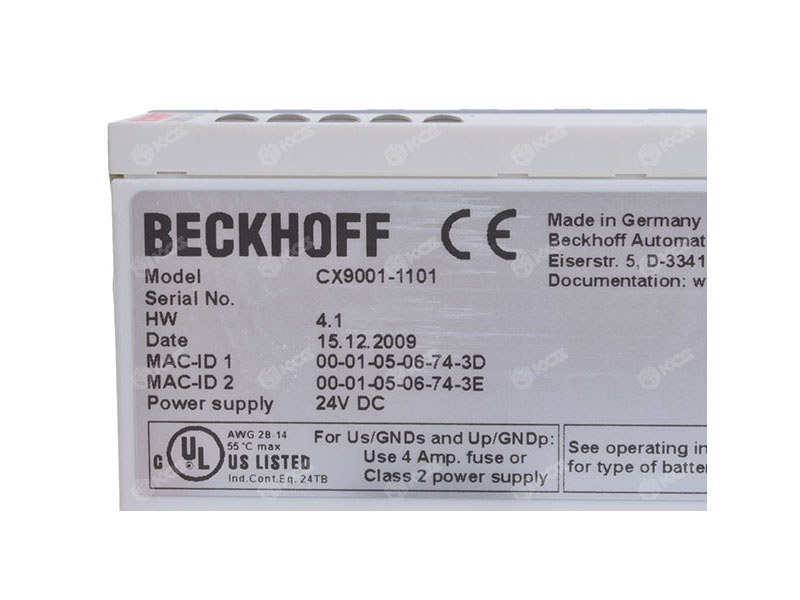 BECKHOFF CE
Made in Germany
Beckhoff Automat
Eiserstr. 5, D-3341
Documentation: w
Model CX9001-1101
Serial No.
HW 4.1
Date 15.12.2009
MAC-ID 1 00-01-05-06-74-3D
MAC-ID 2 00-01-05-06-74-3E
Power supply 24V DC
C UL US LISTED
AWG 28-14
55°C max
Ind.Cont.Eq. 24TB
For Us/GNDs and Up/GNDp:
Use 4 Amp. fuse or
Class 2 power supply
See operating in
for type of batter
KCG